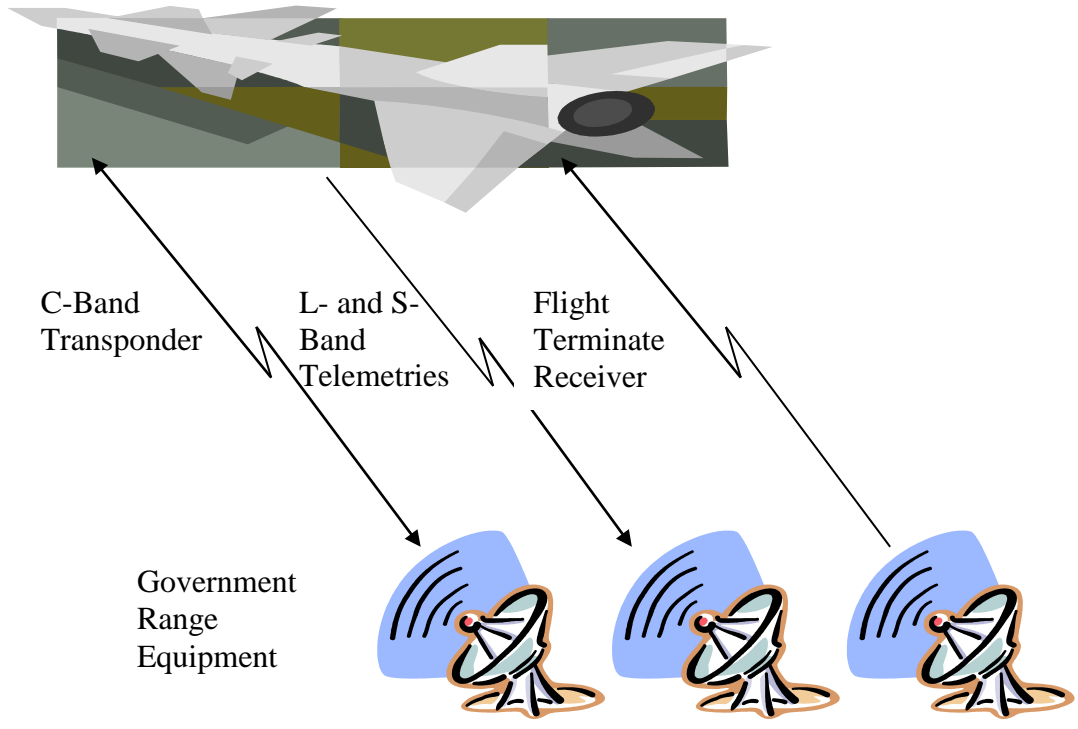 C-Band
Transponder
L- and S-
Band
Telemetries
Flight
Terminate
Receiver
Government
Range
Equipment